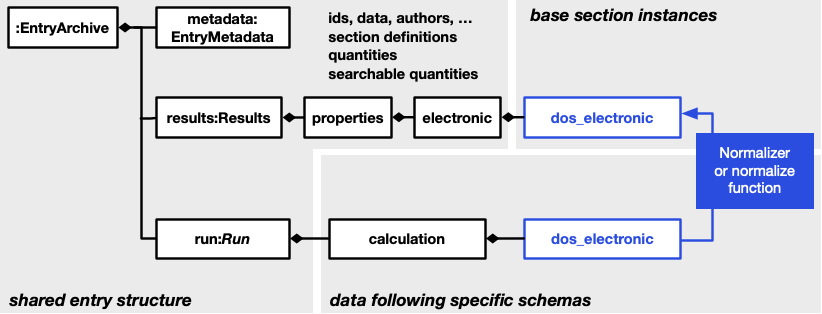 :EntryArchive
metadata:
EntryMetadata
ids, data, authors, …
section definitions
quantities
searchable quantities
base section instances
results:Results
properties
electronic
dos_electronic
Normalizer
or normalize
function
run:Run
calculation
dos_electronic
shared entry structure
data following specific schemas